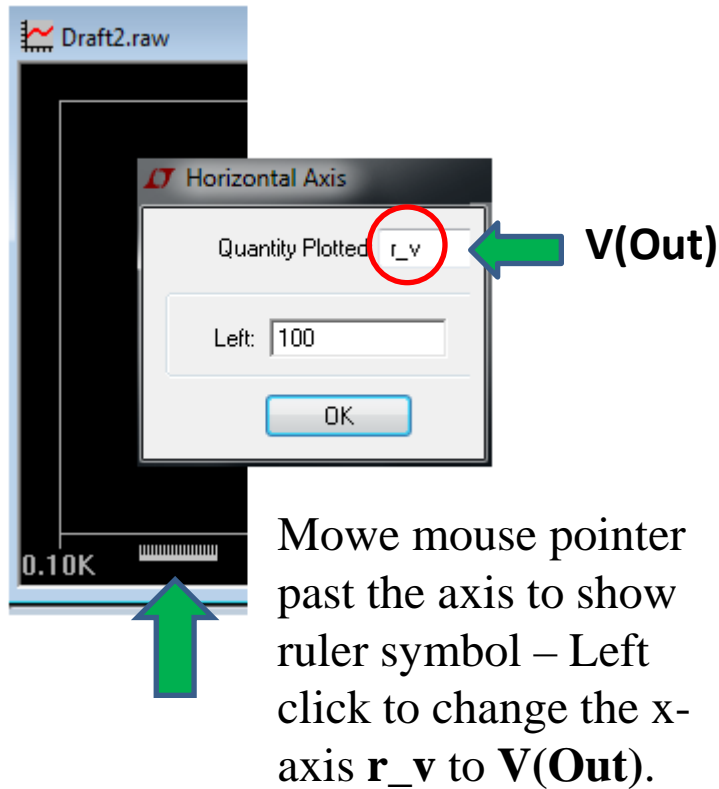 Draft2.raw
Horizontal Axis
Quantity Plotted r_v
V(Out)
Left: 100
OK
0.10K
Mowe mouse pointer
past the axis to show
ruler symbol – Left
click to change the x-
axis r_v to V(Out).